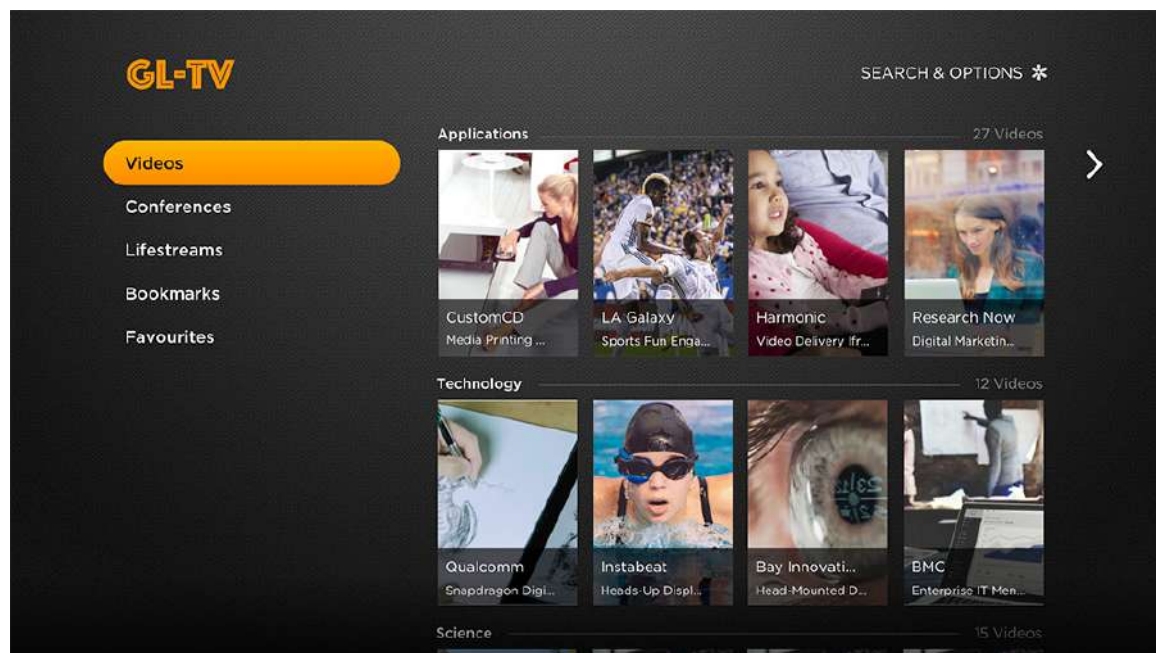 GL-TV
SEARCH & OPTIONS *
Videos
Conferences
Lifestreams
Bookmarks
Favourites
Applications 27 Videos
CustomCD
Media Printing ...
LA Galaxy
Sports Fun Enga...
Harmonic
Video Delivery Ifr...
Research Now
Digital Marketin...
Technology 12 Videos
Qualcomm
Snapdragon Digi...
Instabeat
Heads-Up Displ...
Bay Innovati...
Head-Mounted D...
BMC
Enterprise IT Men...
Science 15 Videos